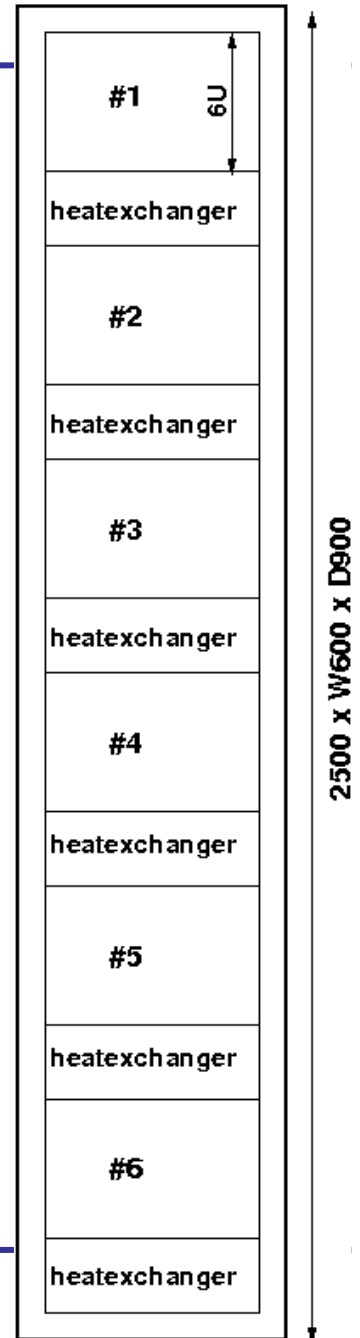 #1
6U
heatexchanger
#2
heatexchanger
#3
heatexchanger
#4
heatexchanger
#5
heatexchanger
#6
heatexchanger
2500 x W600 x D900